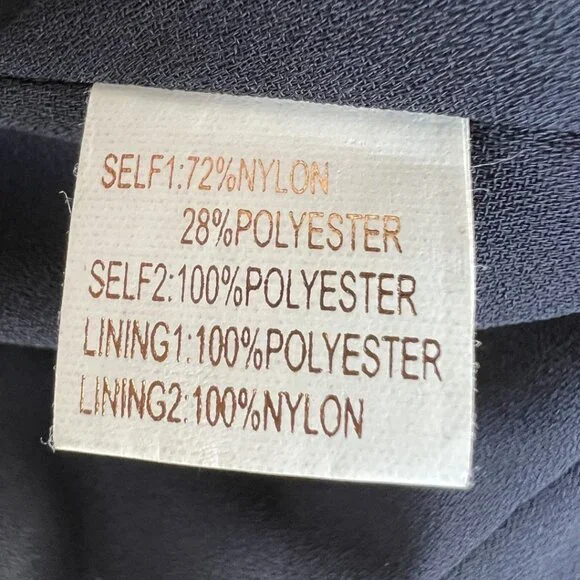 SELF1:72%NYLON
28%POLYESTER
SELF2:100%POLYESTER
LINING1:100%POLYESTER
LINING2:100%NYLON